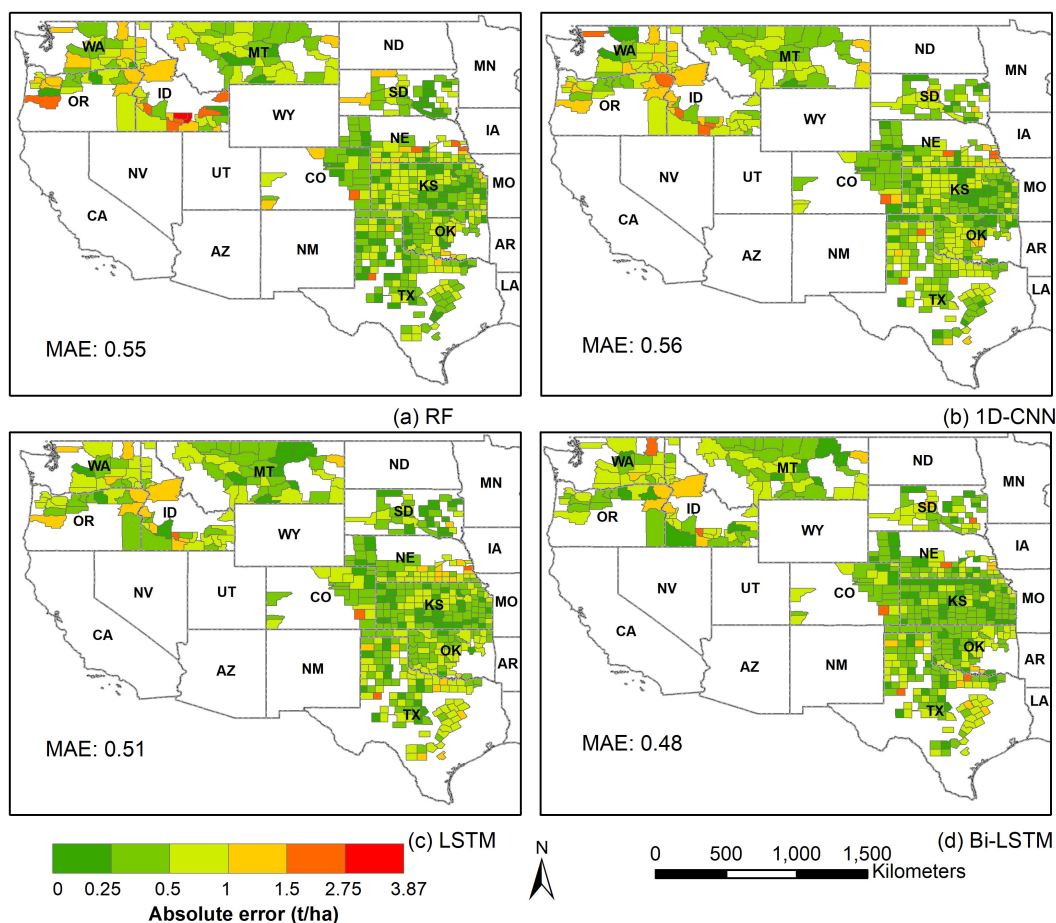 WA
MT
ND
MN
OR
ID
SD
WY
IA
NE
NV
UT
CO
KS
MO
CA
AZ
NM
OK
AR
TX
LA
MAE: 0.55
(a) RF
WA
MT
ND
MN
OR
ID
SD
WY
IA
NE
NV
UT
CO
KS
MO
CA
AZ
NM
OK
AR
TX
LA
MAE: 0.56
(b) 1D-CNN
WA
MT
ND
MN
OR
ID
SD
WY
IA
NE
NV
UT
CO
KS
MO
CA
AZ
NM
OK
AR
TX
MAE: 0.51
(c) LSTM
WA
MT
ND
MN
OR
ID
SD
WY
IA
NE
NV
UT
CO
KS
MO
CA
AZ
NM
OK
AR
TX
LA
MAE: 0.48
(d) Bi-LSTM
0 0.25 0.5 1 1.5 2.75 3.87
Absolute error (t/ha)
N
0 500 1,000 1,500
Kilometers